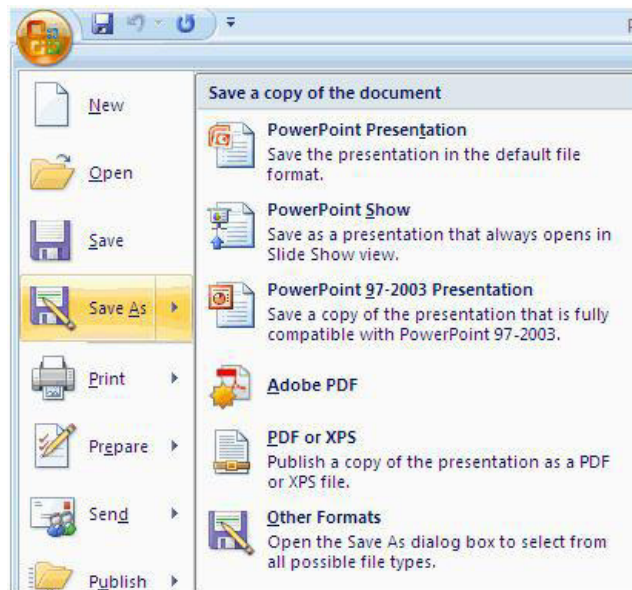 New
Open
Save
Save As
Print
Prepare
Send
Publish
Save a copy of the document
PowerPoint Presentation
Save the presentation in the default file
format.
PowerPoint Show
Save as a presentation that always opens in
Slide Show view.
PowerPoint 97-2003 Presentation
Save a copy of the presentation that is fully
compatible with PowerPoint 97-2003.
Adobe PDF
PDF or XPS
Publish a copy of the presentation as a PDF
or XPS file.
Other Formats
Open the Save As dialog box to select from
all possible file types.